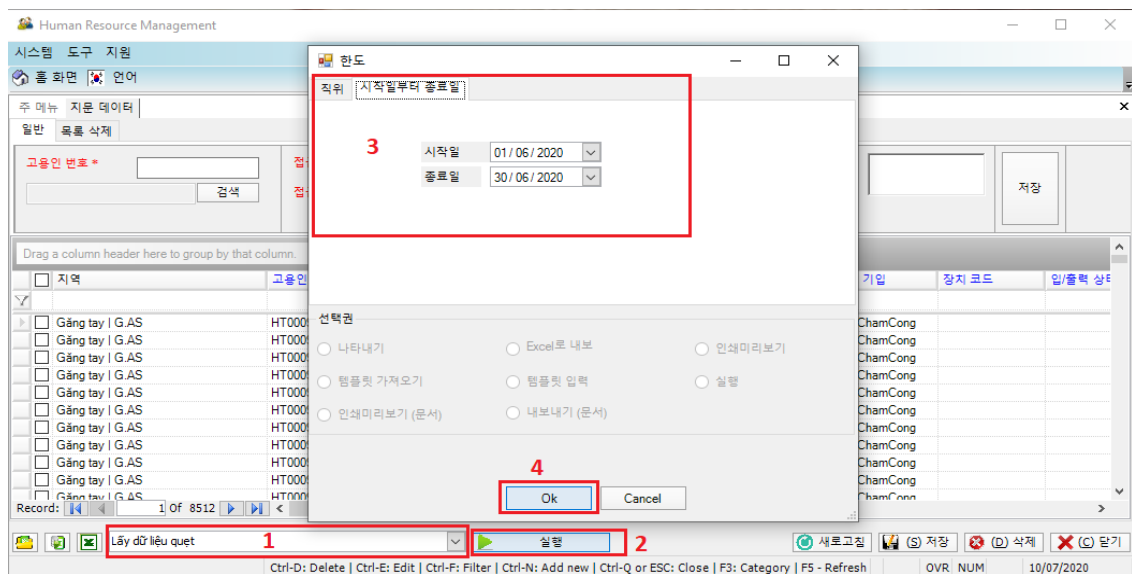 Human Resource Management
시스템 도구 지원
홈 화면 언어
주 메뉴 지문 데이터
일반 목록 삭제
고용인 번호 *
검색
저장
한도
직위 시작일부터 종료일
3
시작일 01/06/2020
종료일 30/06/2020
선택권
나타내기 Excel로 내보 인쇄미리보기
템플릿 가져오기 템플릿 입력 실행
인쇄미리보기 (문서) 내보내기 (문서)
4
Ok Cancel
Drag a column header here to group by that column.
지역 고용인 기입 장치 코드 입/출력
Găng tay | G.AS ChamCong
Găng tay | G.AS ChamCong
Găng tay | G.AS ChamCong
Găng tay | G.AS ChamCong
Găng tay | G.AS ChamCong
Găng tay | G.AS ChamCong
Găng tay | G.AS ChamCong
Găng tay | G.AS ChamCong
Găng tay | G.AS ChamCong
Găng tay | G.AS ChamCong
Găng tay | G.AS ChamCong
Record: 1 Of 8512
Lấy dữ liệu quẹt 1 실행 2 새로고침 (S) 저장 (D) 삭제 (C) 닫기
Ctrl-D: Delete | Ctrl-E: Edit | Ctrl-F: Filter | Ctrl-N: Add new | Ctrl-Q or ESC: Close | F3: Category | F5 - Refresh OVR NUM 10/07/2020